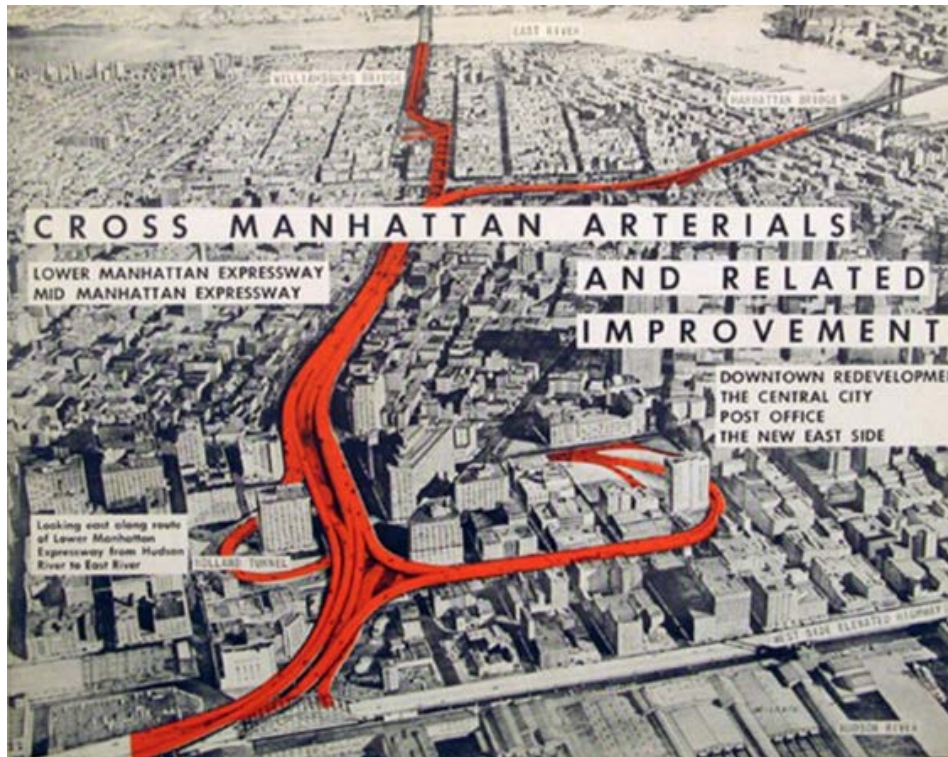 EAST RIVER
WILLIAMSBURG BRIDGE
MANHATTAN BRIDGE
CROSS MANHATTAN ARTERIALS
LOWER MANHATTAN EXPRESSWAY
MID MANHATTAN EXPRESSWAY
AND RELATED
IMPROVEMENT
DOWNTOWN REDEVELOPME
THE CENTRAL CITY
POST OFFICE
THE NEW EAST SIDE
Looking east along route
of Lower Manhattan
Expressway from Hudson
River to East River
HOLLAND TUNNEL
WEST SIDE ELEVATED HIGHWAY
HUDSON RIVER